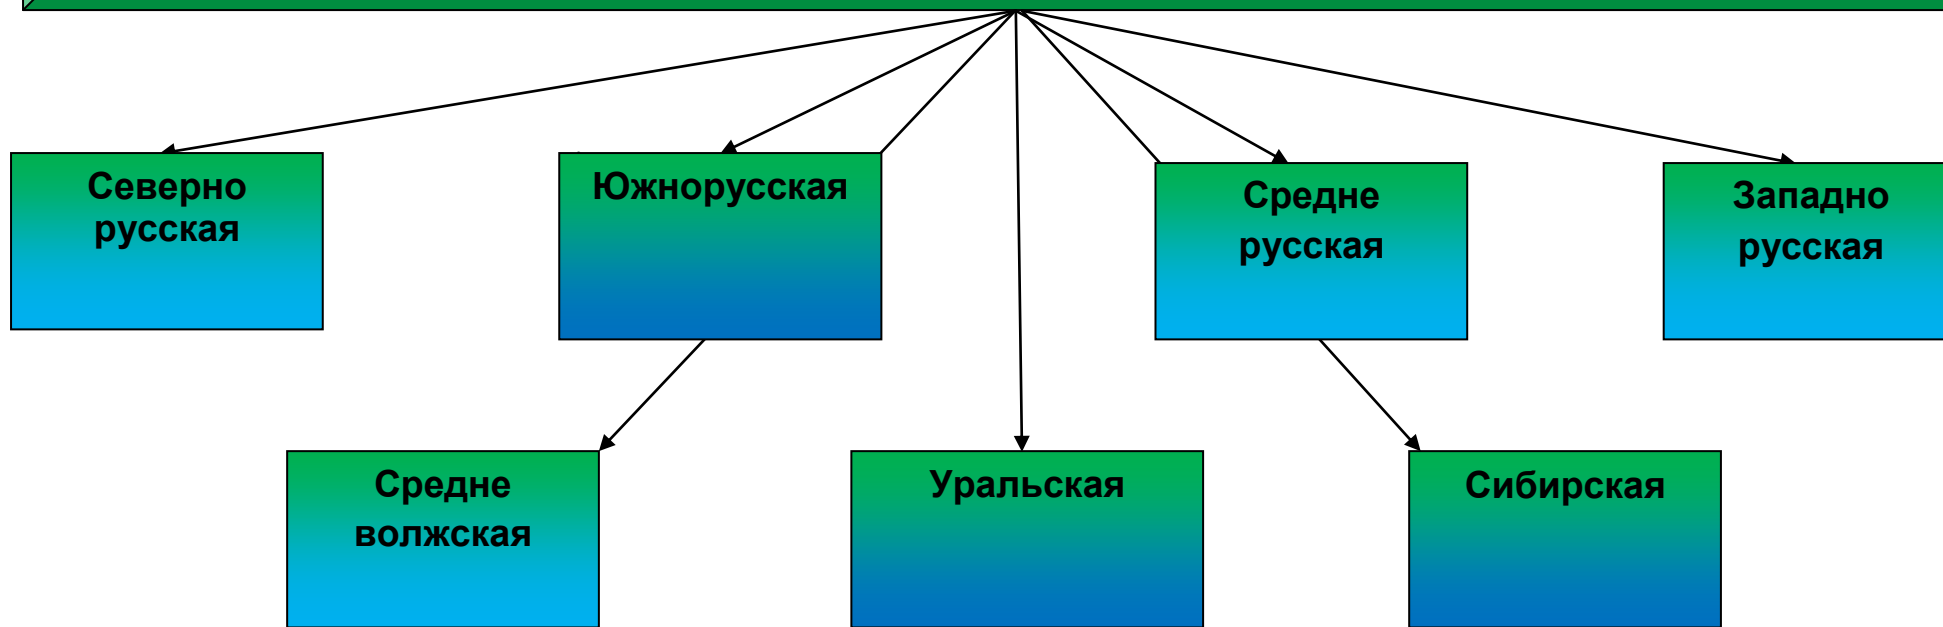 Северно
русская
Южнорусская
Средне
русская
Западно
русская
Средне
волжская
Уральская
Сибирская